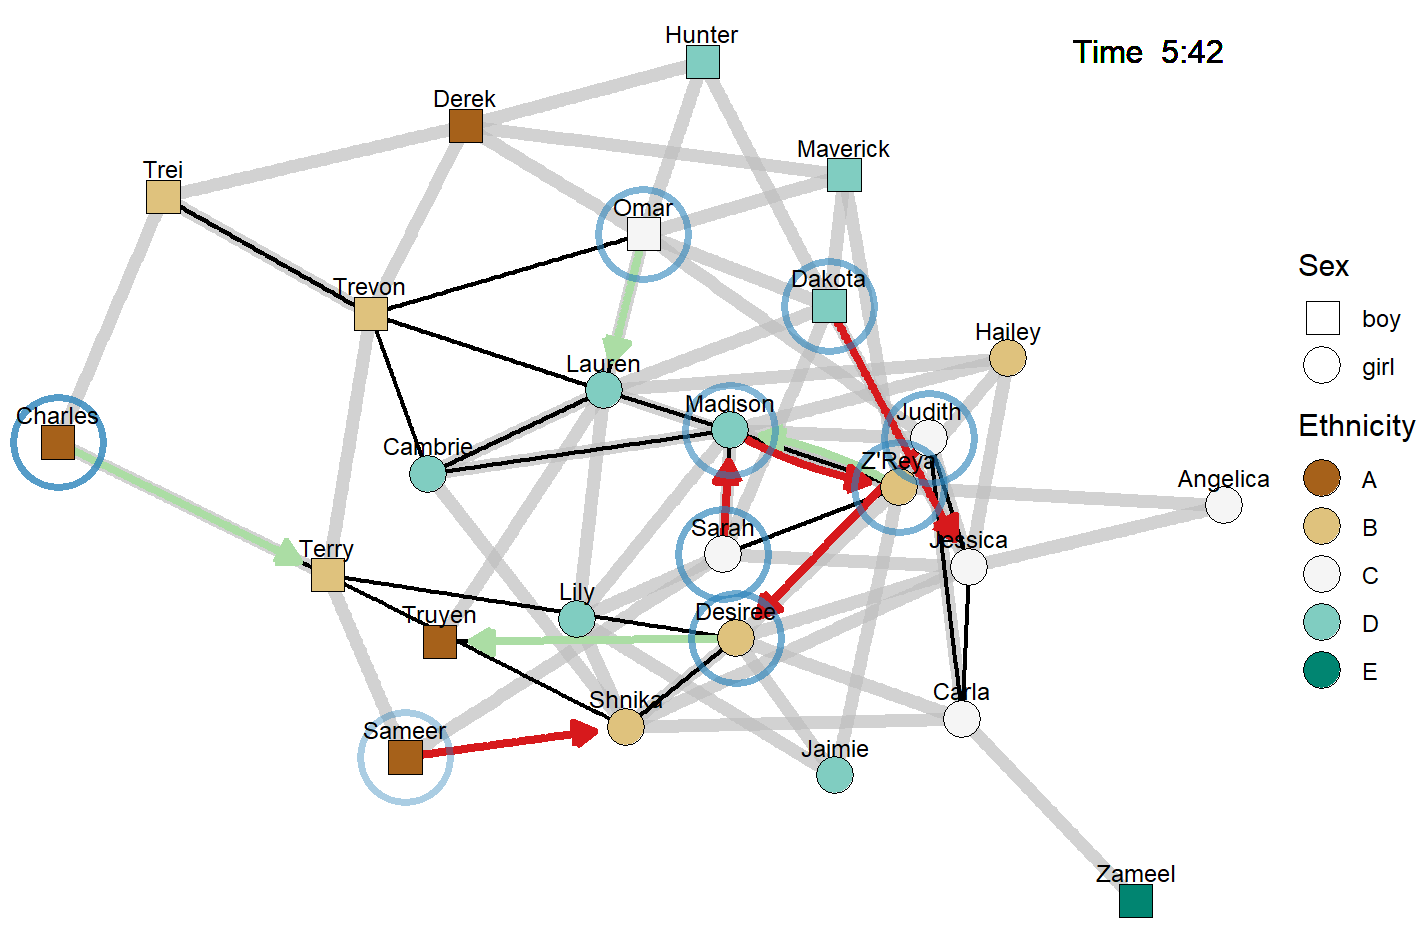 Hunter
Time 5:42
Derek
Maverick
Trei
Omar
Sex
Dakota
Trevon
boy
Hailey
Lauren
girl
Madison
Charles
Judith
Ethnicity
Cambrie
Z'Reya
Angelica
A
Sarah
B
Jessica
Terry
C
Lily
Truyen
Desiree
D
E
Shnika
Carla
Sameer
Jaimie
Zameel